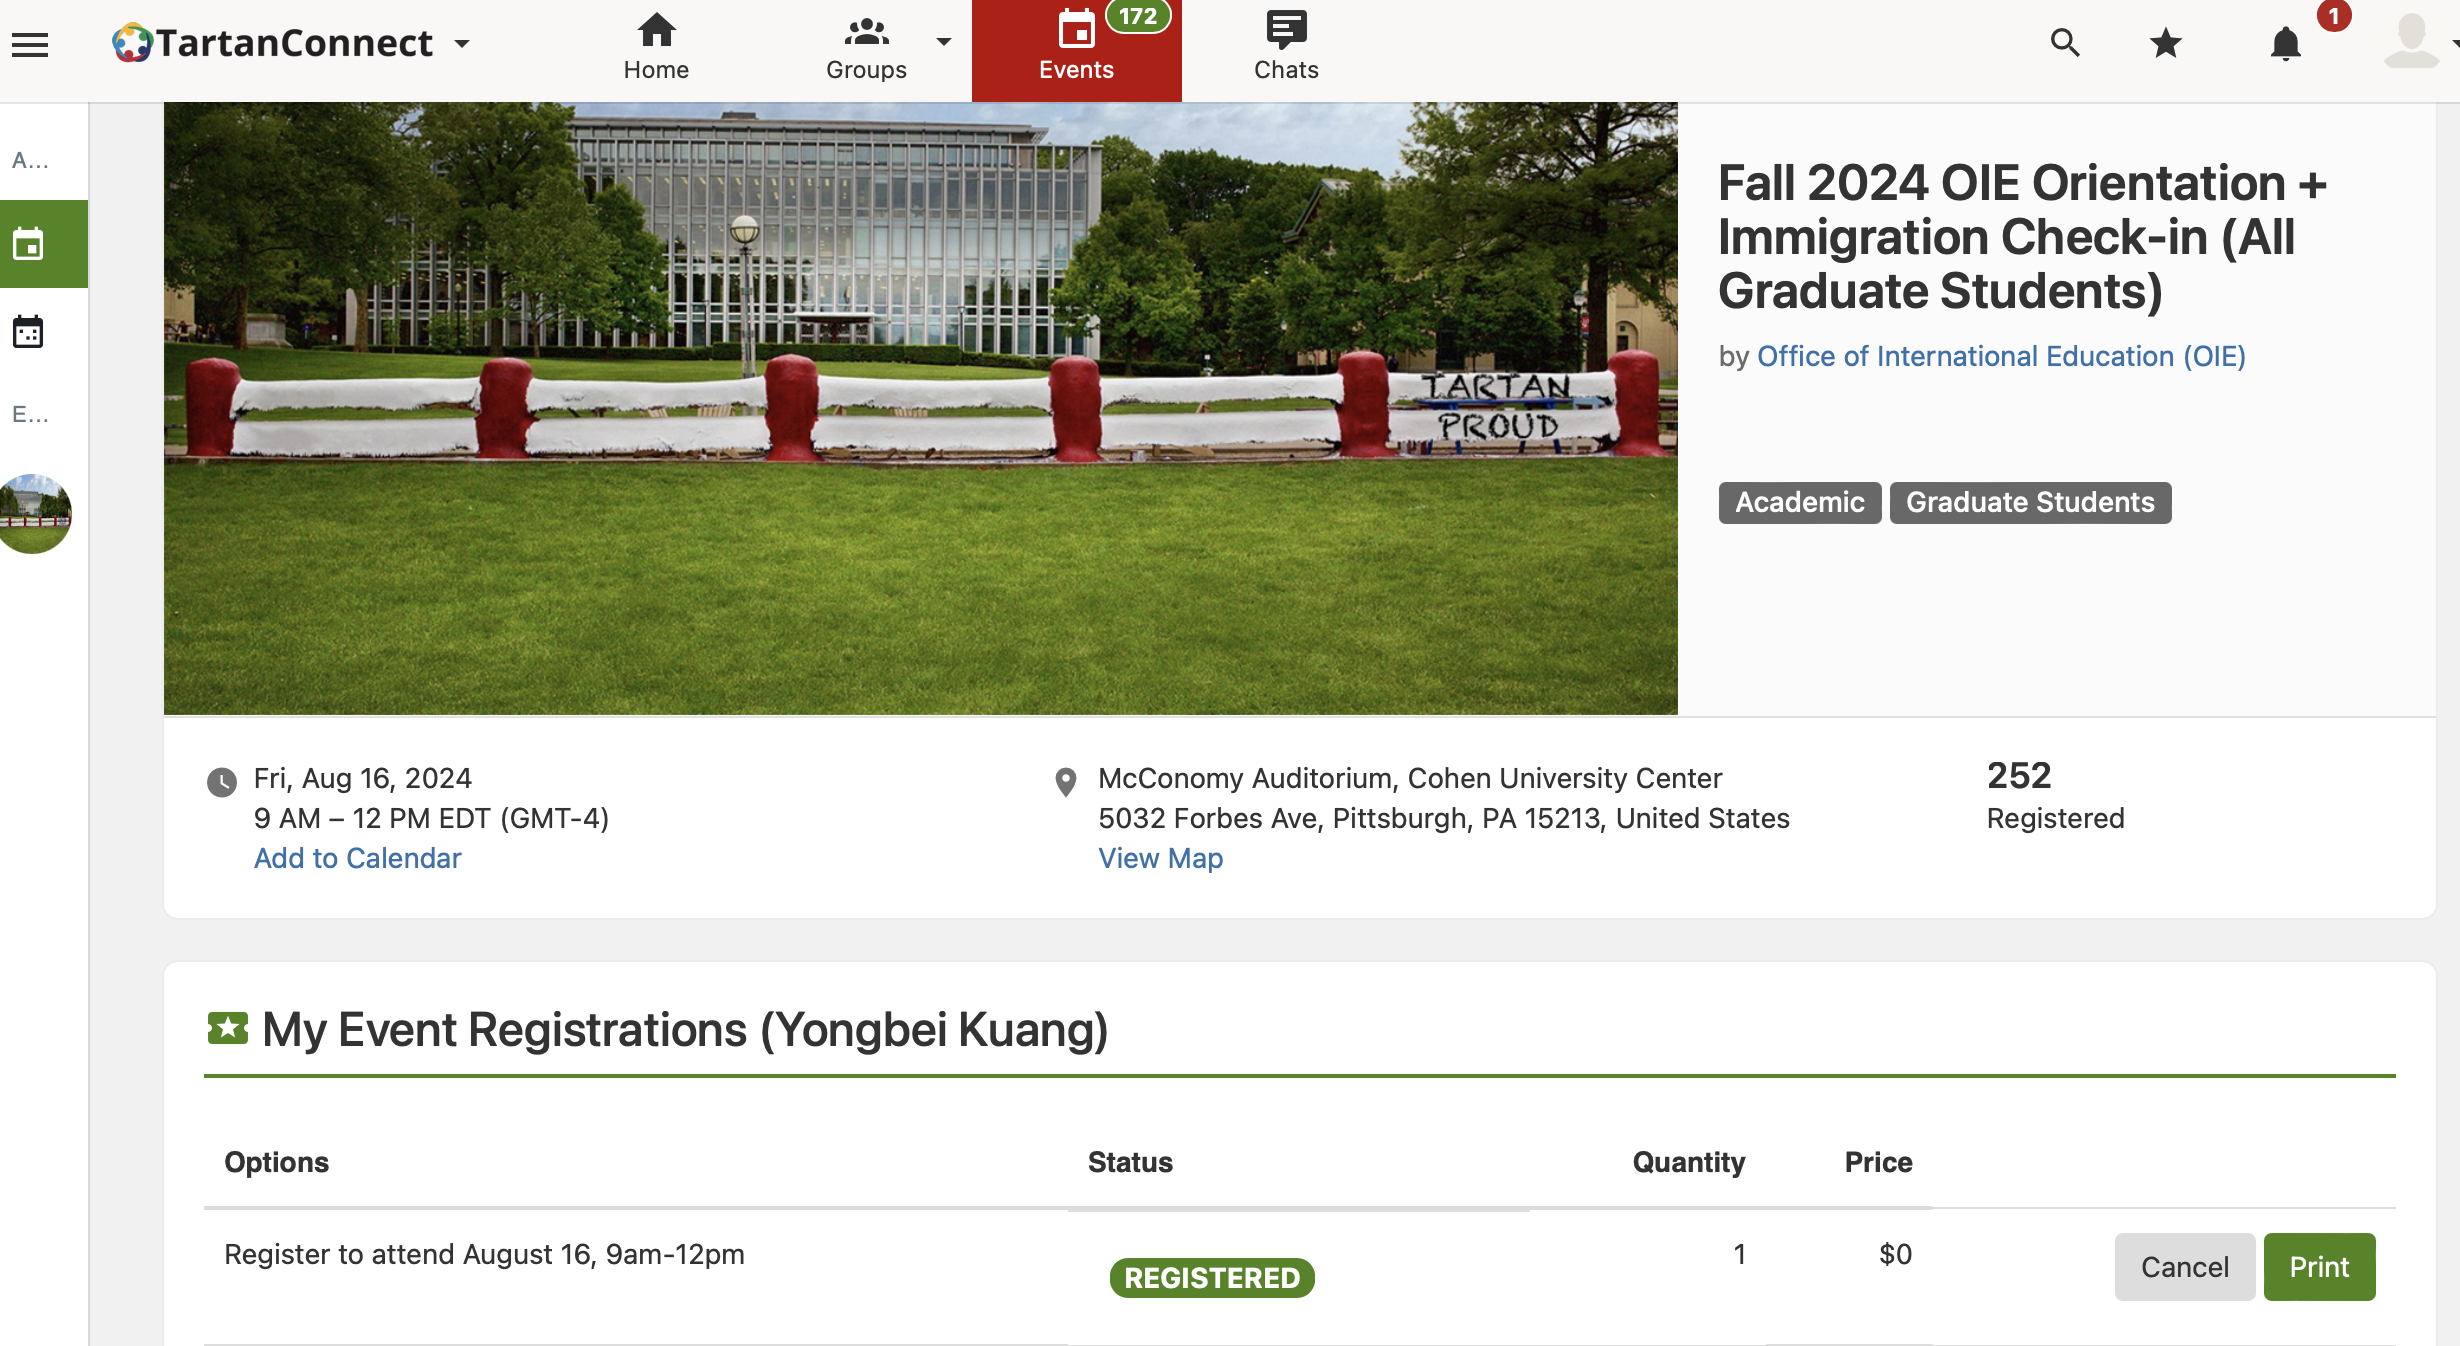 TartanConnect
Home
Groups
172
Events
Chats
1
A...
E...
TARTAN
PROUD
Fall 2024 OIE Orientation +
Immigration Check-in (All
Graduate Students)
by Office of International Education (OIE)
Academic
Graduate Students
Fri, Aug 16, 2024
9 AM – 12 PM EDT (GMT-4)
Add to Calendar
McConomy Auditorium, Cohen University Center
5032 Forbes Ave, Pittsburgh, PA 15213, United States
View Map
252
Registered
My Event Registrations (Yongbei Kuang)
Options Status Quantity Price
Register to attend August 16, 9am-12pm REGISTERED 1 $0 Cancel Print